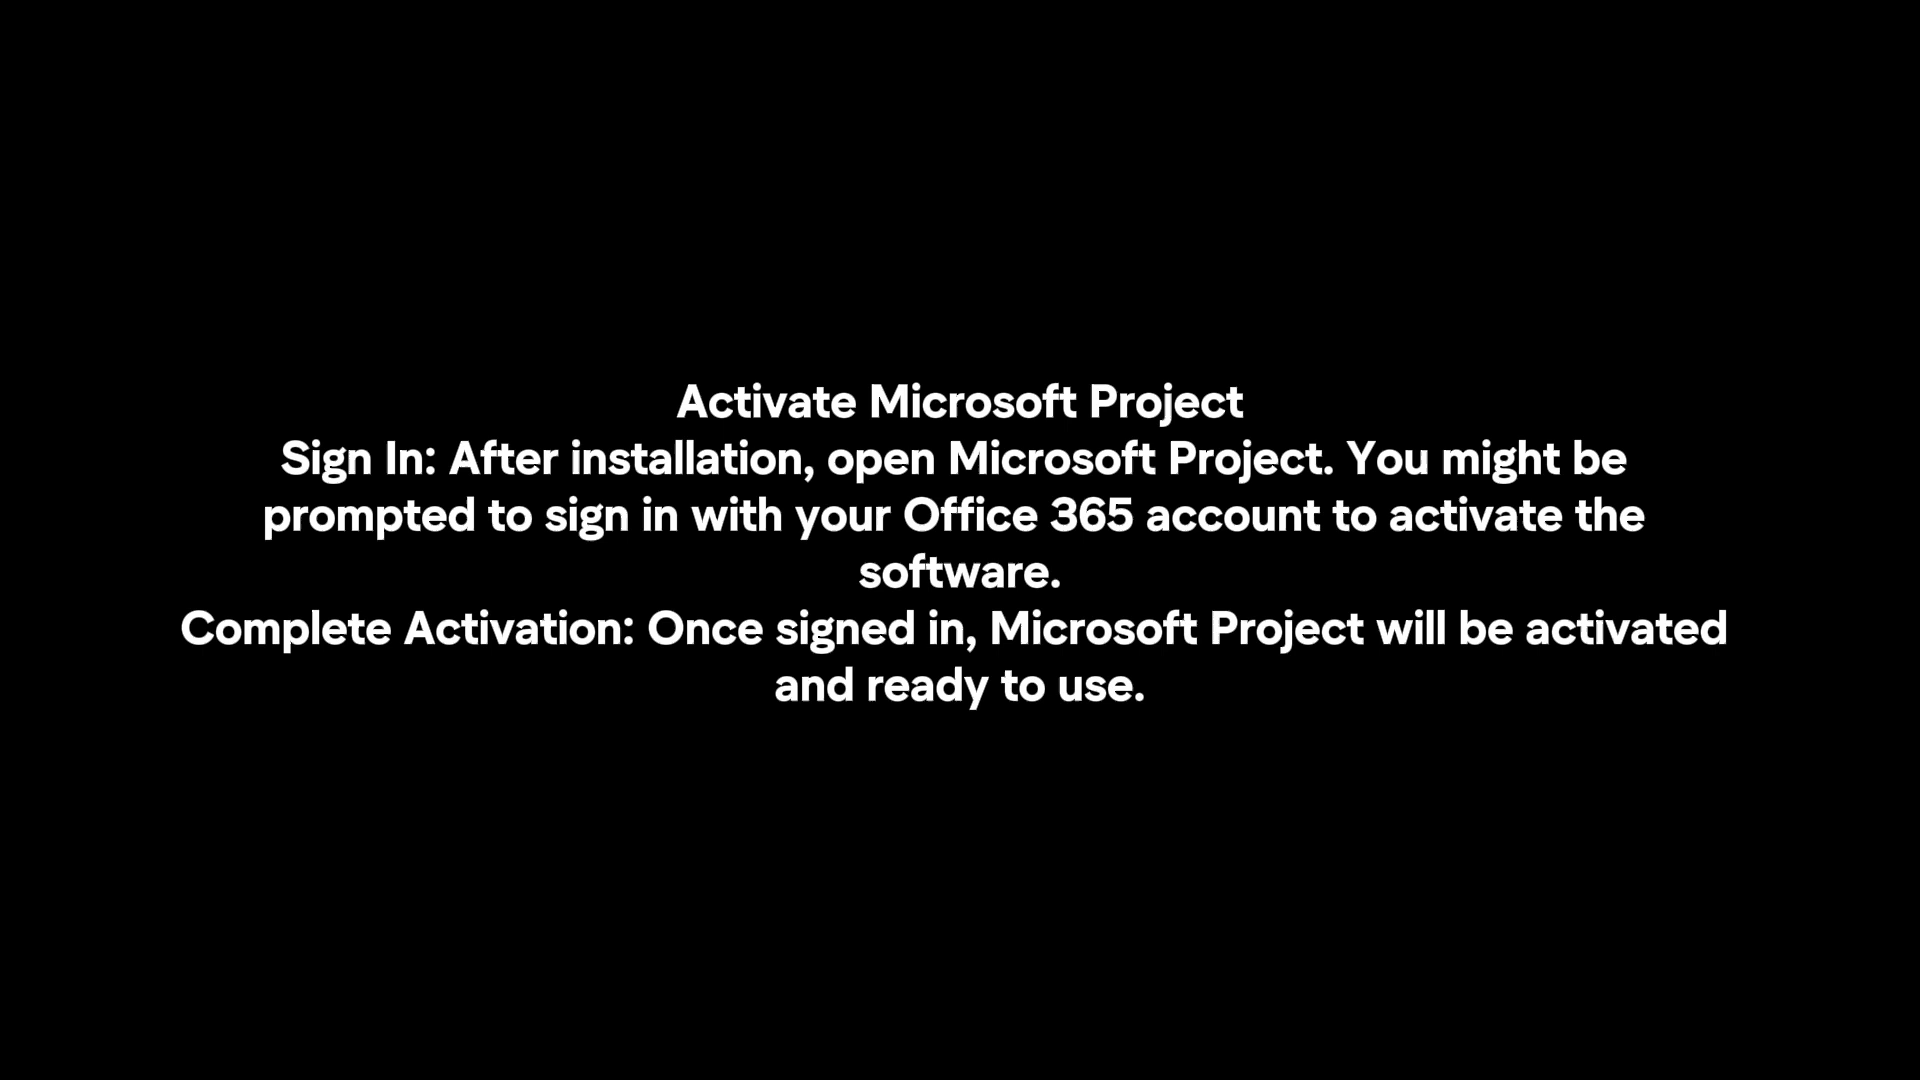 Activate Microsoft Project
Sign In: After installation, open Microsoft Project. You might be
prompted to sign in with your Office 365 account to activate the
software.
Complete Activation: Once signed in, Microsoft Project will be activated
and ready to use.